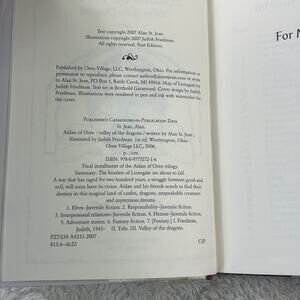 Text copyright 2007 Alan St. Jean.
Illustrations copyright 2007 Judith Friedman.
All rights reserved. First Edition.
Published by Oren Village, LLC, Worthington, Ohio. For information or
permission to reproduce, please contact author@alanstjean.com, or
Alan St. Jean, PO Box 1, Battle Creek, MI 49016. Map of Lionsgate by
Judith Friedman. Text set in Berthold Garamond. Cover design by Judith
Friedman. Illustrations were rendered in pen and ink with watercolor for
the cover.
Publisher's Cataloging-in-Publication Data
St. Jean, Alan.
Aidan of Oren : valley of the dragons / written by Alan St. Jean ;
illustrated by Judith Friedman. 1st ed. Worthington, Ohio :
Oren Village, LLC, 2006.
p. ; cm.
ISBN: 978-0-9777272-1-6
Final installment of the Aidan of Oren trilogy.
Summary: The borders of Lionsgate are about to fall.
A war that has raged for two hundred years, a struggle between good and
evil, will soon have its victor. Aidan and his friends search to find their
destiny in this magical land of castles, dragons, unspeakable creatures
and mysterious dreams.
1. Elves--Juvenile fiction. 2. Responsibility--Juvenile fiction.
3. Interpersonal relations--Juvenile fiction. 4. Heroes--Juvenile fiction.
5. Adventure stories. 6. Fantasy fiction. 7. [Fantasy] I. Friedman,
Judith, 1945- II. Title. III. Valley of the dragons.
PZ7.S34 A4333 2007
813.6--dc22 CIP
For